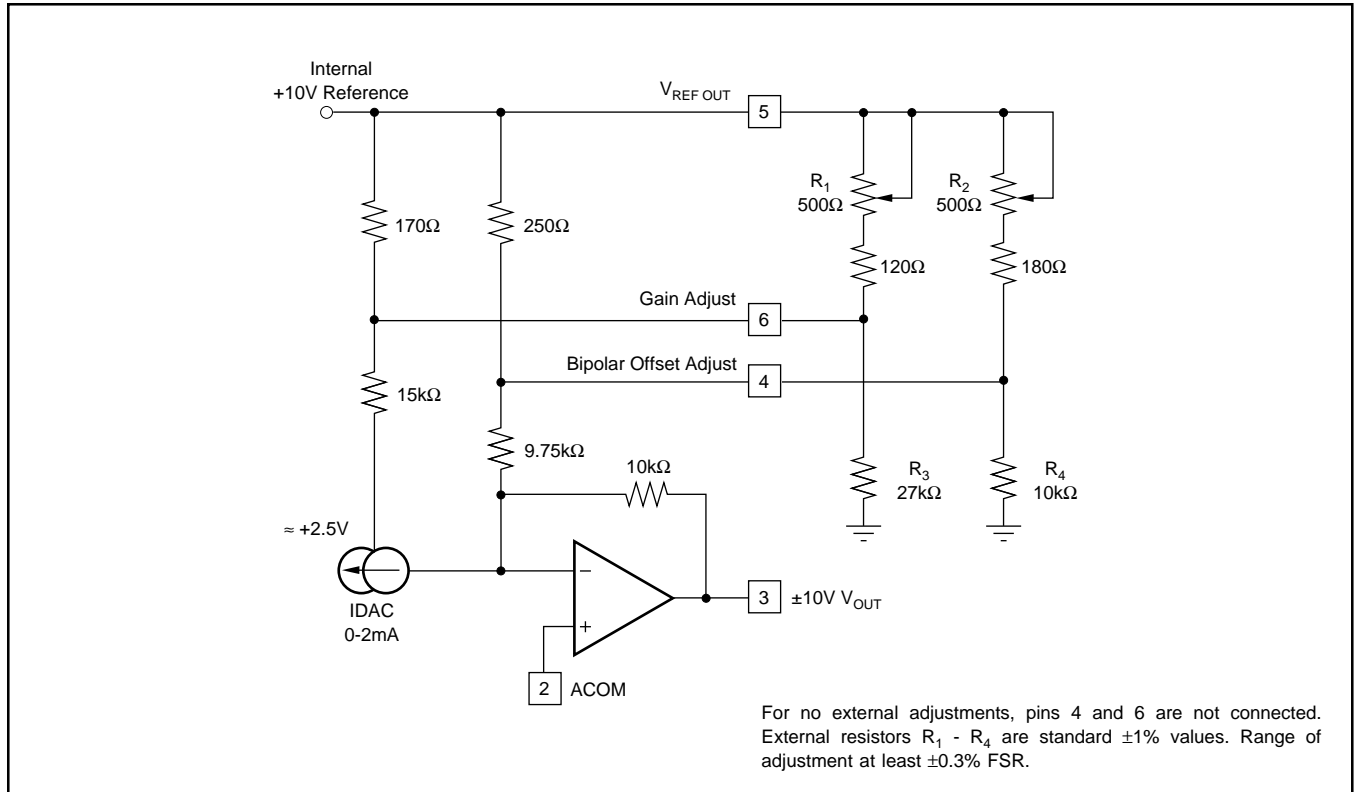 Internal
+10V Reference
V_REF OUT
5
170Ω
250Ω
R₁
500Ω
R₂
500Ω
120Ω
180Ω
Gain Adjust
6
Bipolar Offset Adjust
4
15kΩ
9.75kΩ
10kΩ
R₃
27kΩ
R₄
10kΩ
≈ +2.5V
IDAC
0-2mA
−
+
3
±10V V_OUT
2
ACOM
For no external adjustments, pins 4 and 6 are not connected.
External resistors R₁ - R₄ are standard ±1% values. Range of
adjustment at least ±0.3% FSR.